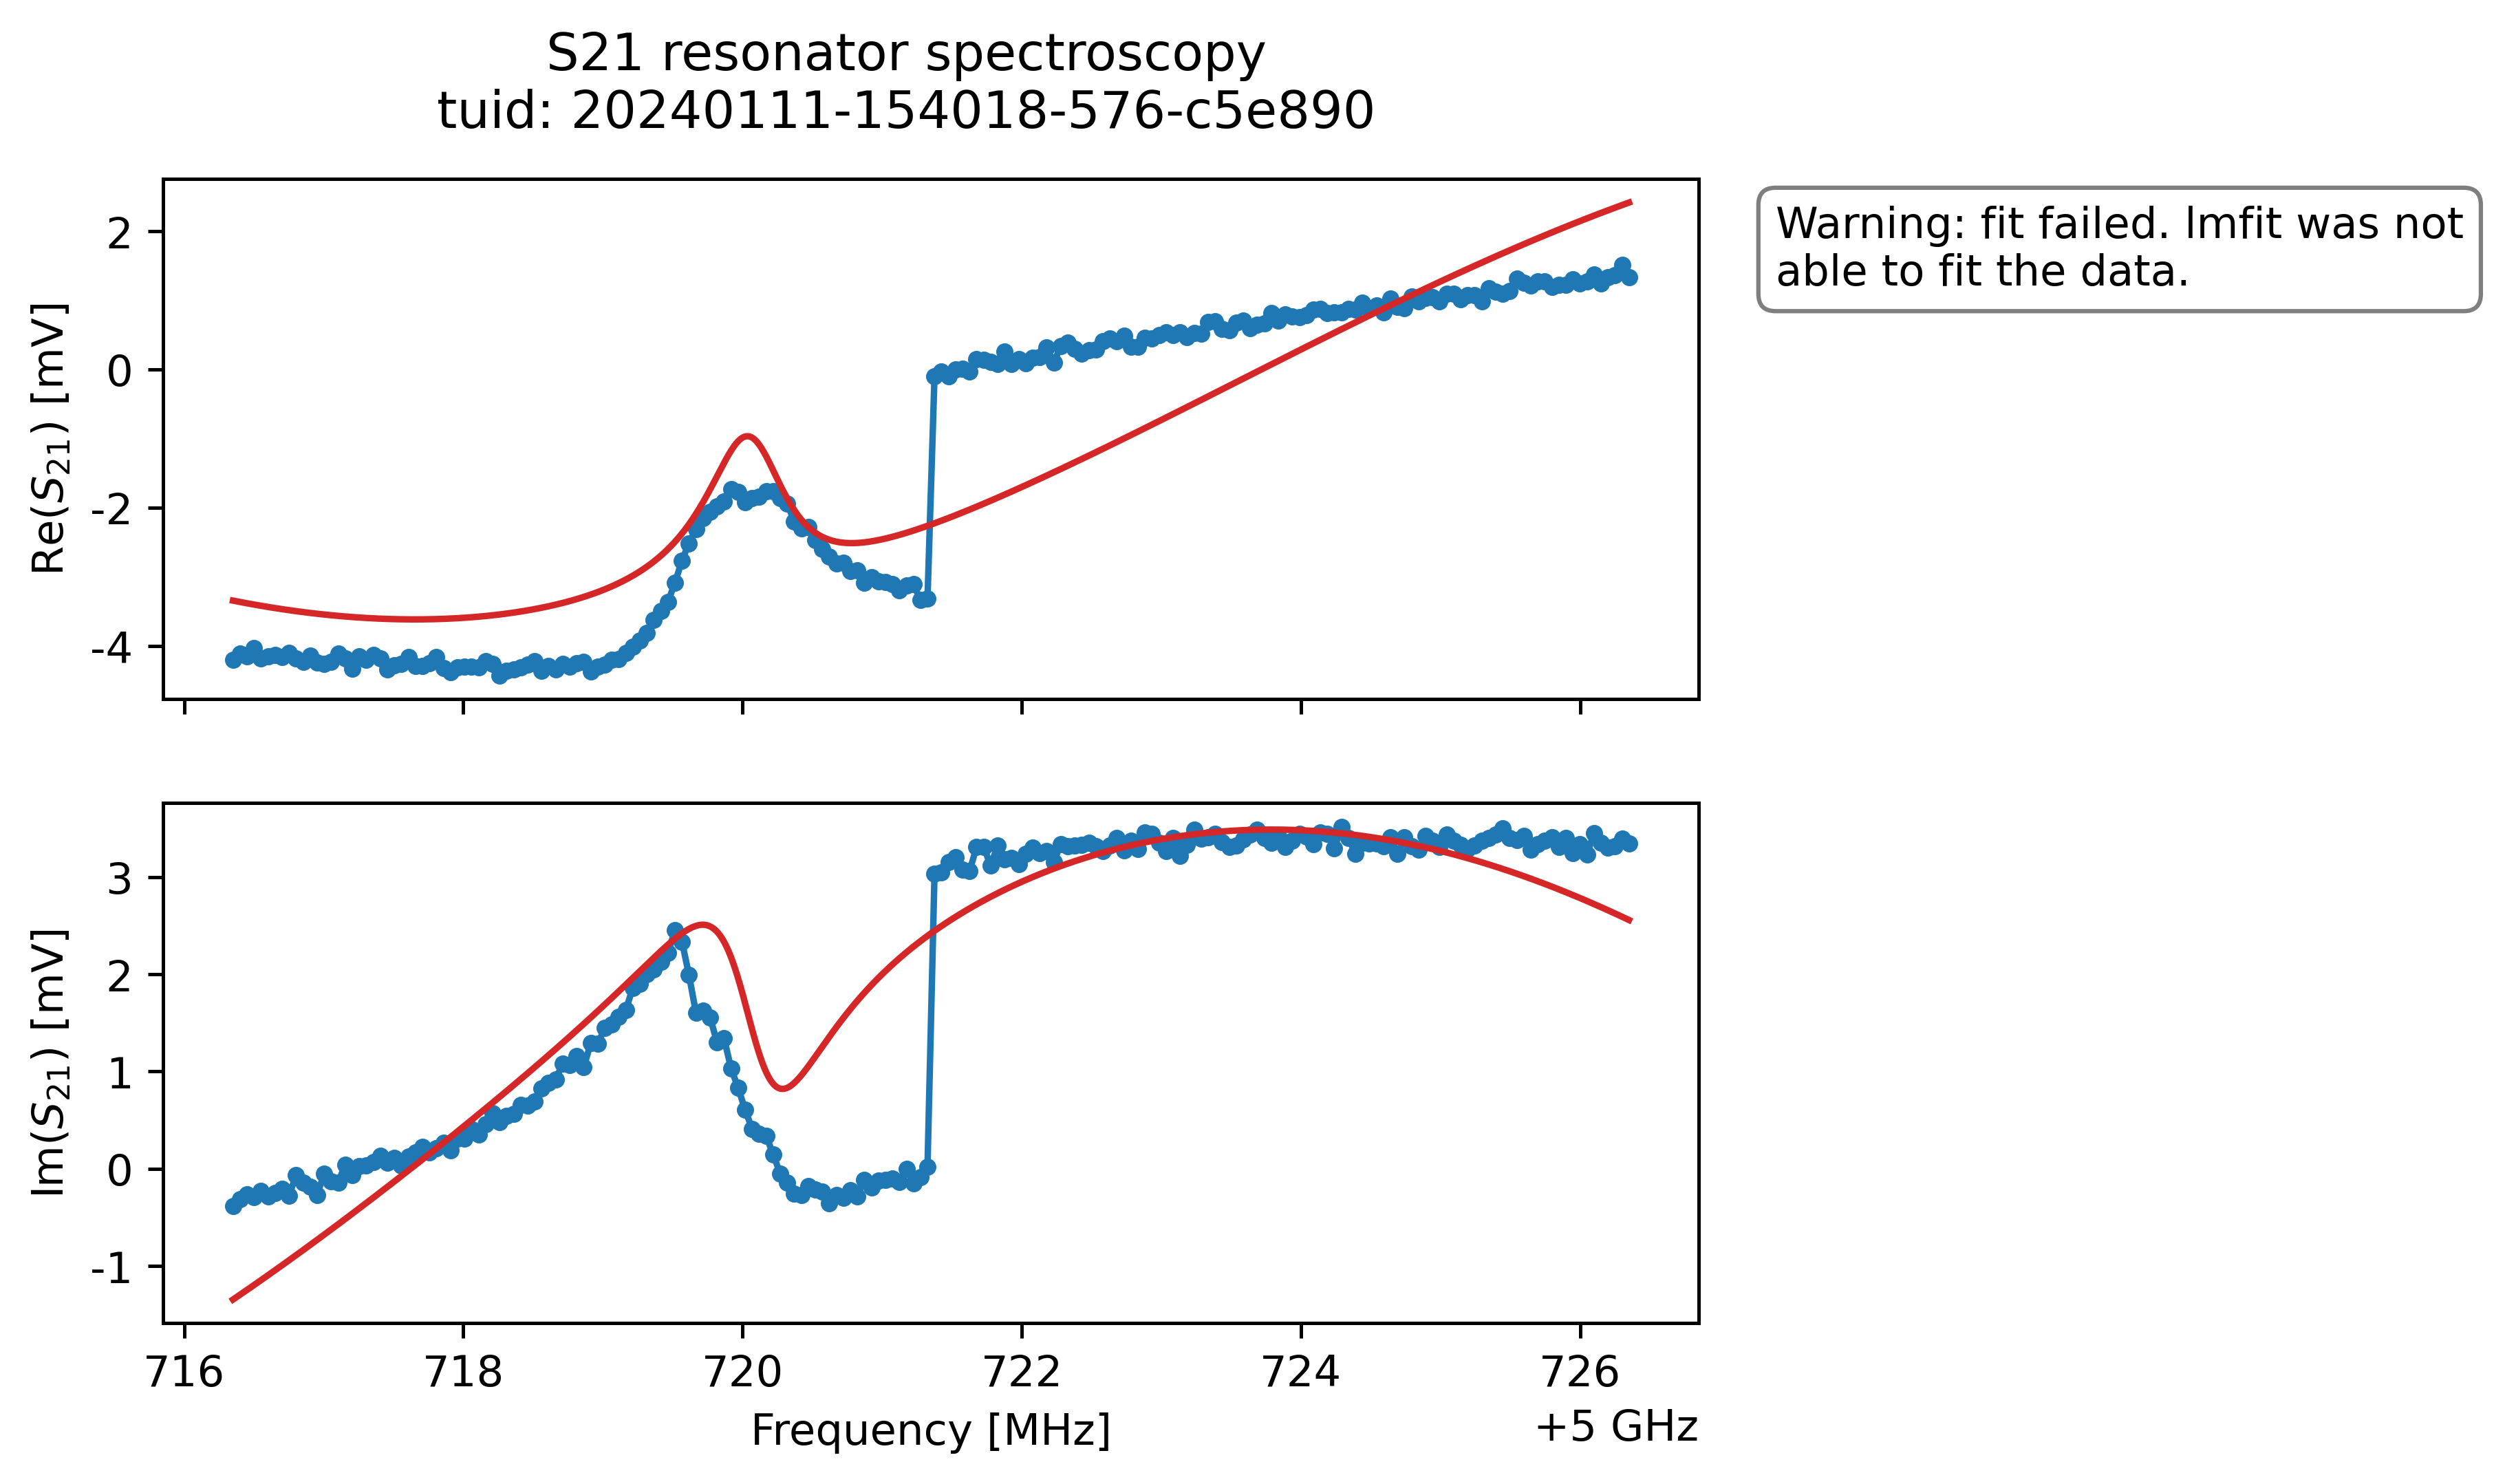 S21 resonator spectroscopy
tuid: 20240111-154018-576-c5e890
Warning: fit failed. lmfit was not
able to fit the data.
Re(S21) [mV]
2
0
-2
-4
Im(S21) [mV]
3
2
1
0
-1
716 718 720 722 724 726
Frequency [MHz]
+5 GHz